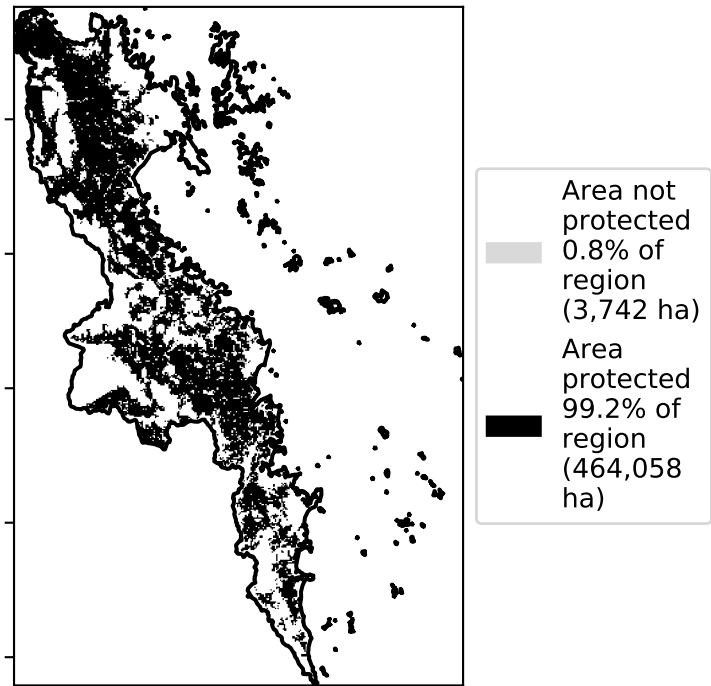 Area not
protected
0.8% of
region
(3,742 ha)
Area
protected
99.2% of
region
(464,058
ha)